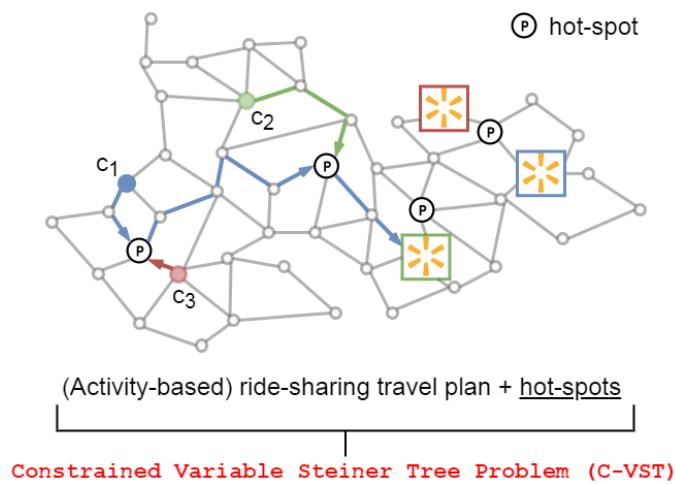 P hot-spot
C2
P
P
C1
P
P
C3
(Activity-based) ride-sharing travel plan + hot-spots
Constrained Variable Steiner Tree Problem (C-VST)